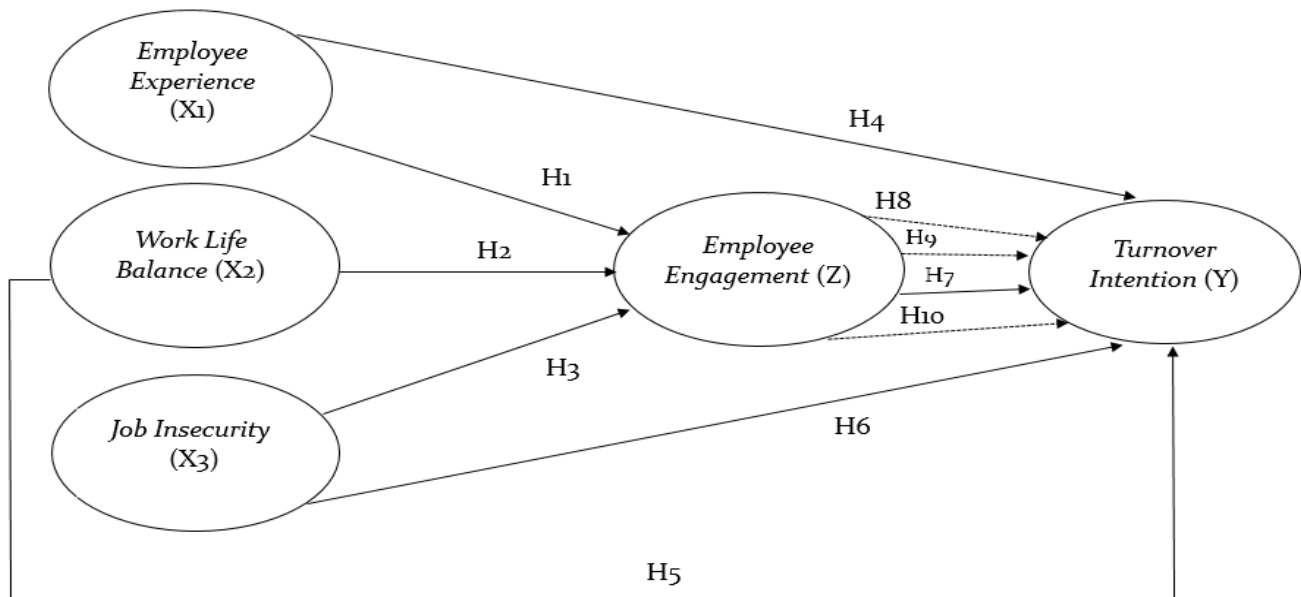 Employee
Experience
(X1)
H4
H1
Work Life
Balance (X2)
H2
Employee
Engagement (Z)
H8
H9
H7
H10
Turnover
Intention (Y)
H3
Job Insecurity
(X3)
H6
H5